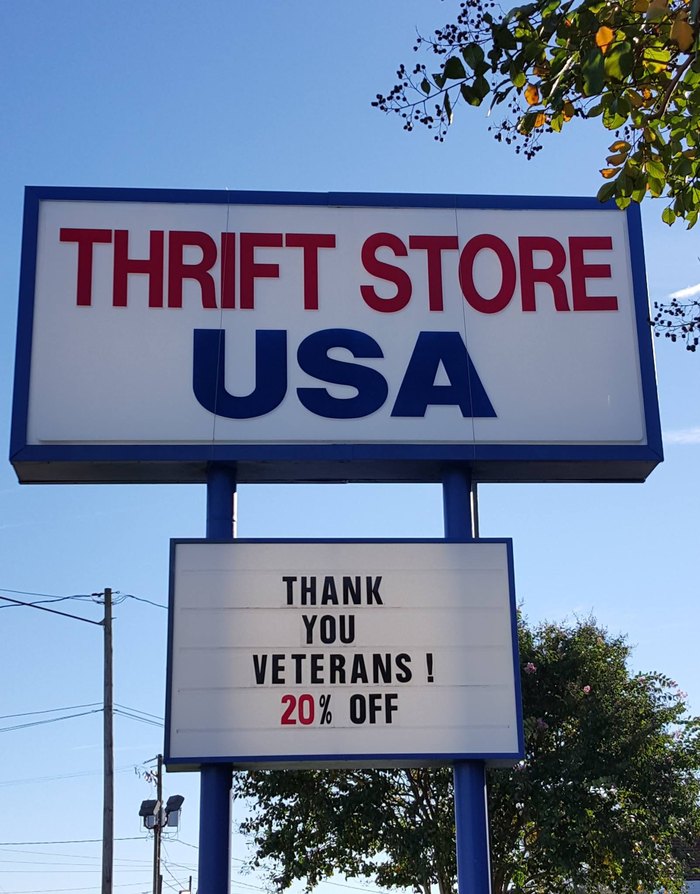 THRIFT STORE
USA
THANK
YOU
VETERANS !
20% OFF